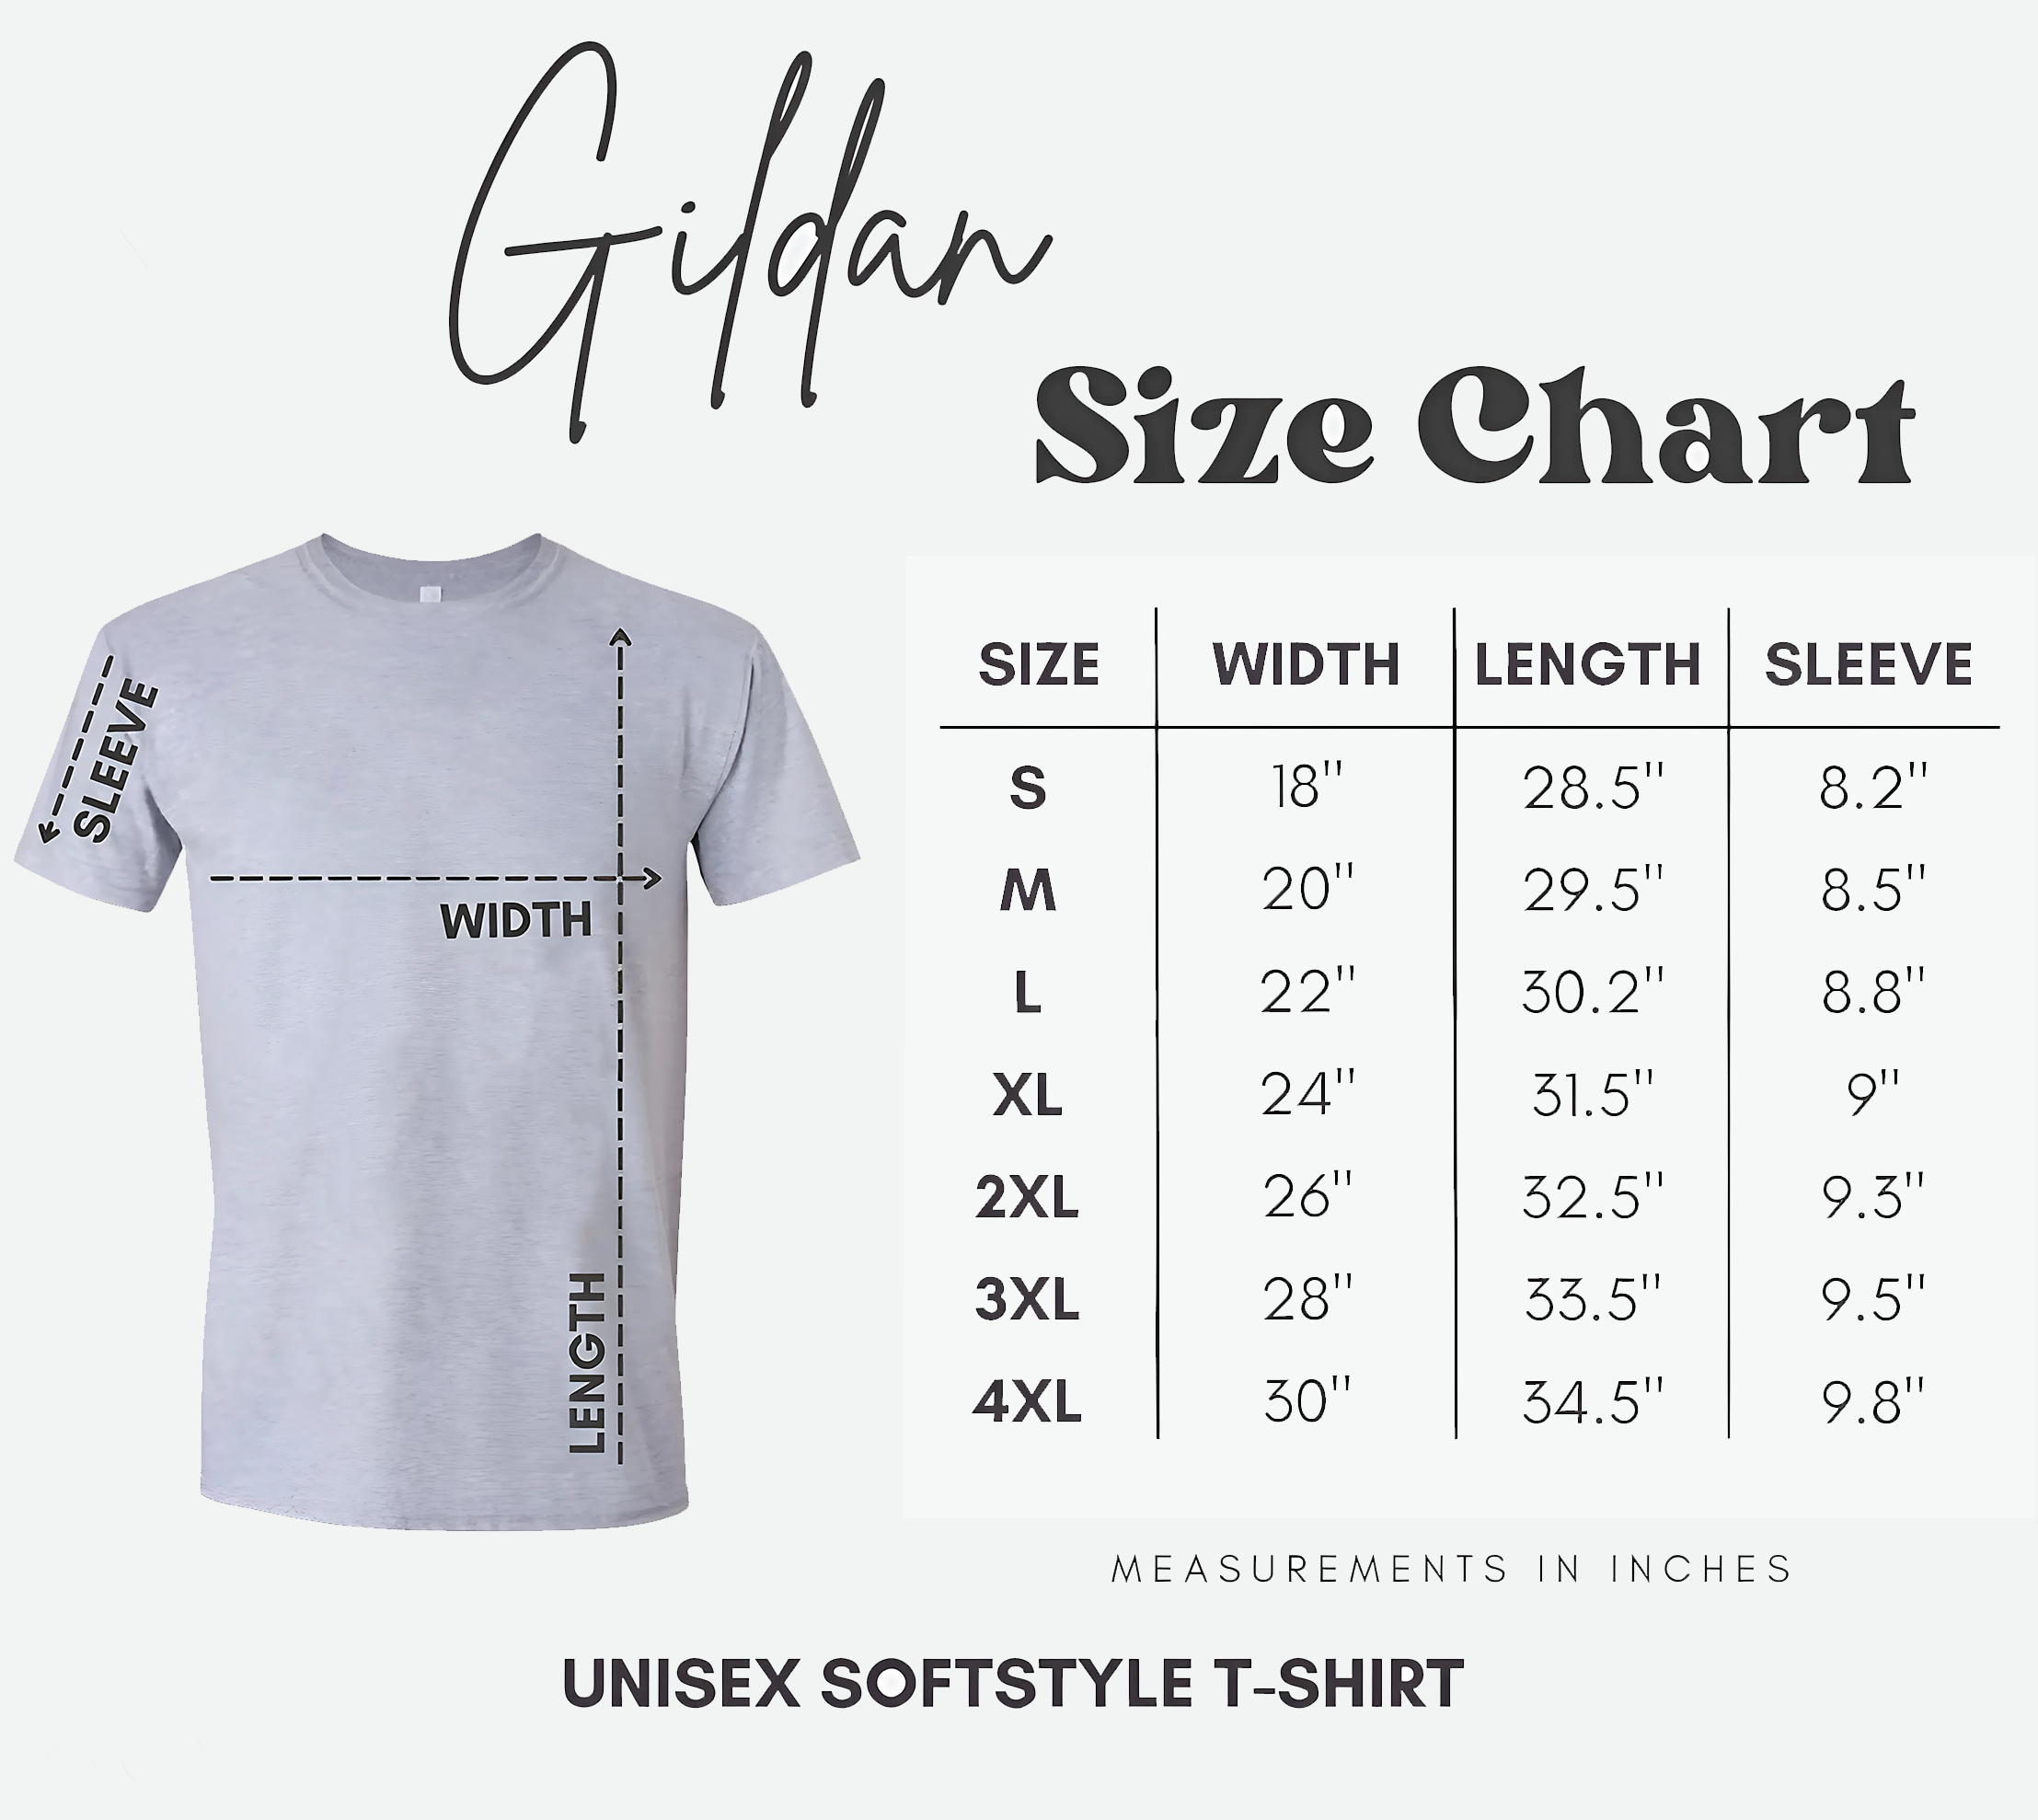 Gildan
Size Chart
SLEEVE
WIDTH
LENGTH
SIZE WIDTH LENGTH SLEEVE
S 18" 28.5" 8.2"
M 20" 29.5" 8.5"
L 22" 30.2" 8.8"
XL 24" 31.5" 9"
2XL 26" 32.5" 9.3"
3XL 28" 33.5" 9.5"
4XL 30" 34.5" 9.8"
MEASUREMENTS IN INCHES
UNISEX SOFTSTYLE T-SHIRT